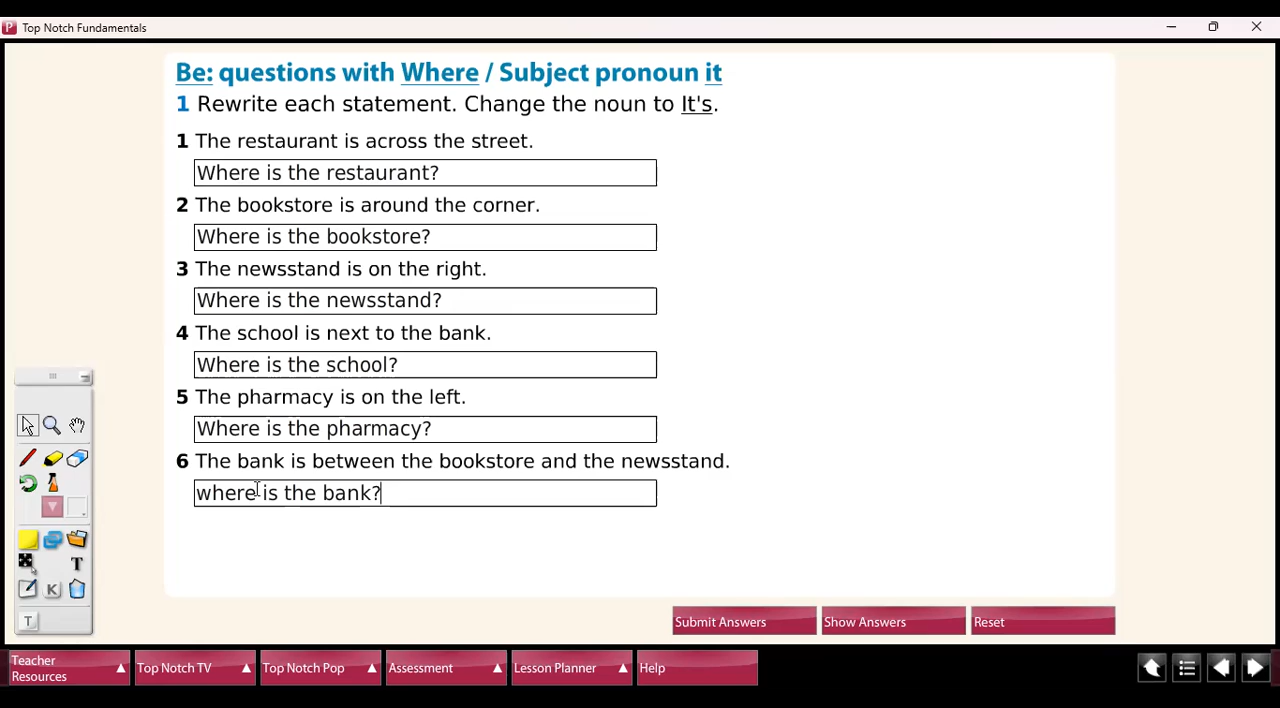 Top Notch Fundamentals
Be: questions with Where / Subject pronoun it
1 Rewrite each statement. Change the noun to It's.
1 The restaurant is across the street.
Where is the restaurant?
2 The bookstore is around the corner.
Where is the bookstore?
3 The newsstand is on the right.
Where is the newsstand?
4 The school is next to the bank.
Where is the school?
5 The pharmacy is on the left.
Where is the pharmacy?
6 The bank is between the bookstore and the newsstand.
where is the bank?
T
K
T
Submit Answers
Show Answers
Reset
Teacher Resources
Top Notch TV
Top Notch Pop
Assessment
Lesson Planner
Help